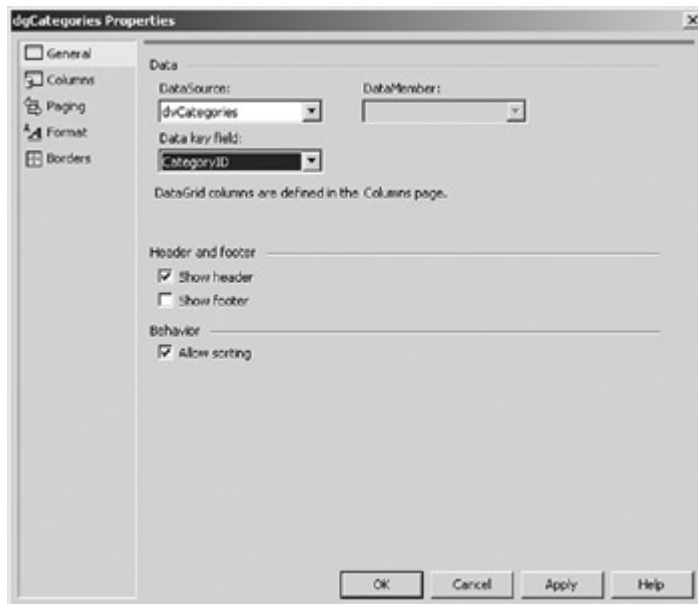 dgCategories Properties
General
Columns
Paging
Format
Borders
Data
DataSource:
DataMember:
dvCategories
Data key field:
CategoryID
DataGrid columns are defined in the Columns page.
Header and footer
Show header
Show footer
Behavior
Allow sorting
OK
Cancel
Apply
Help